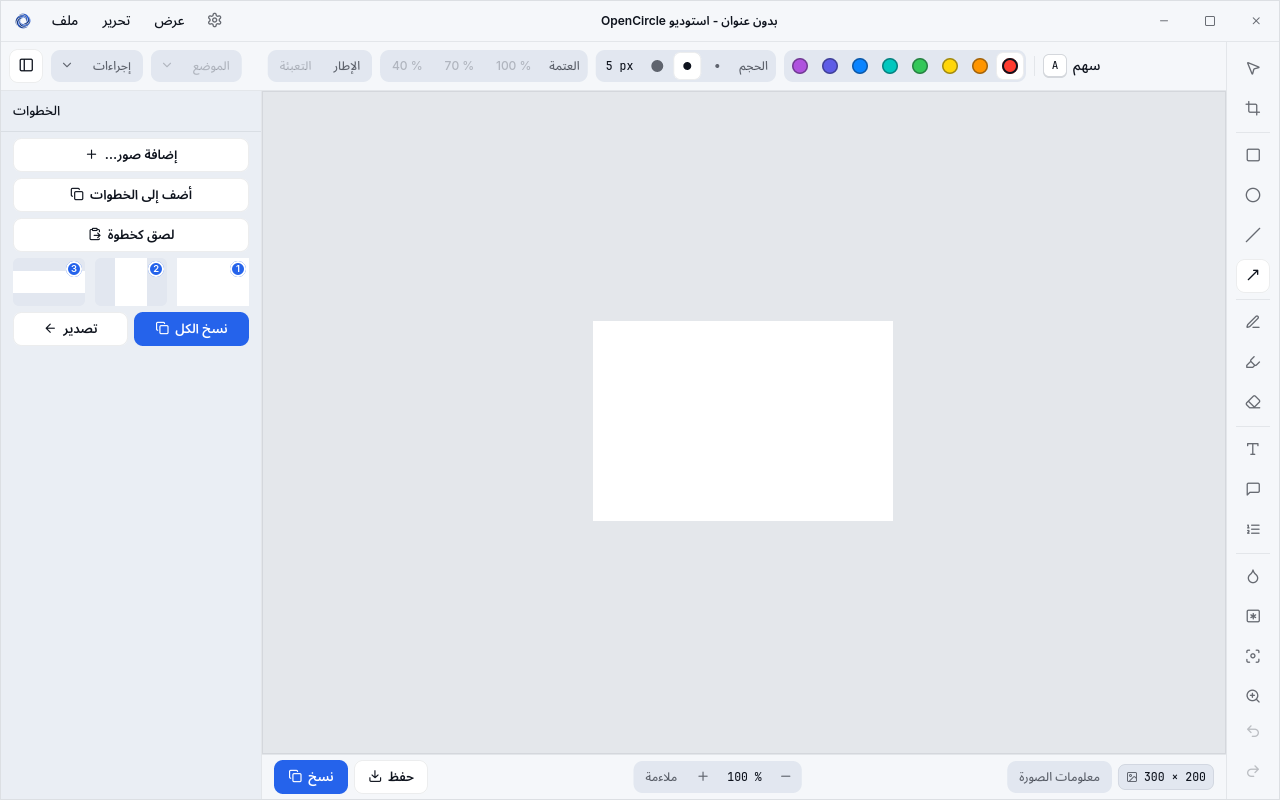 ملف
تحرير
عرض
بدون عنوان - استوديو OpenCircle
سهم
A
الحجم
5 px
العتمة
100 %
70 %
40 %
الإطار
التعبئة
الموضع
إجراءات
الخطوات
إضافة صور...
أضف إلى الخطوات
لصق كخطوة
1
2
3
نسخ الكل
تصدير
300 × 200
معلومات الصورة
100 %
ملاءمة
حفظ
نسخ